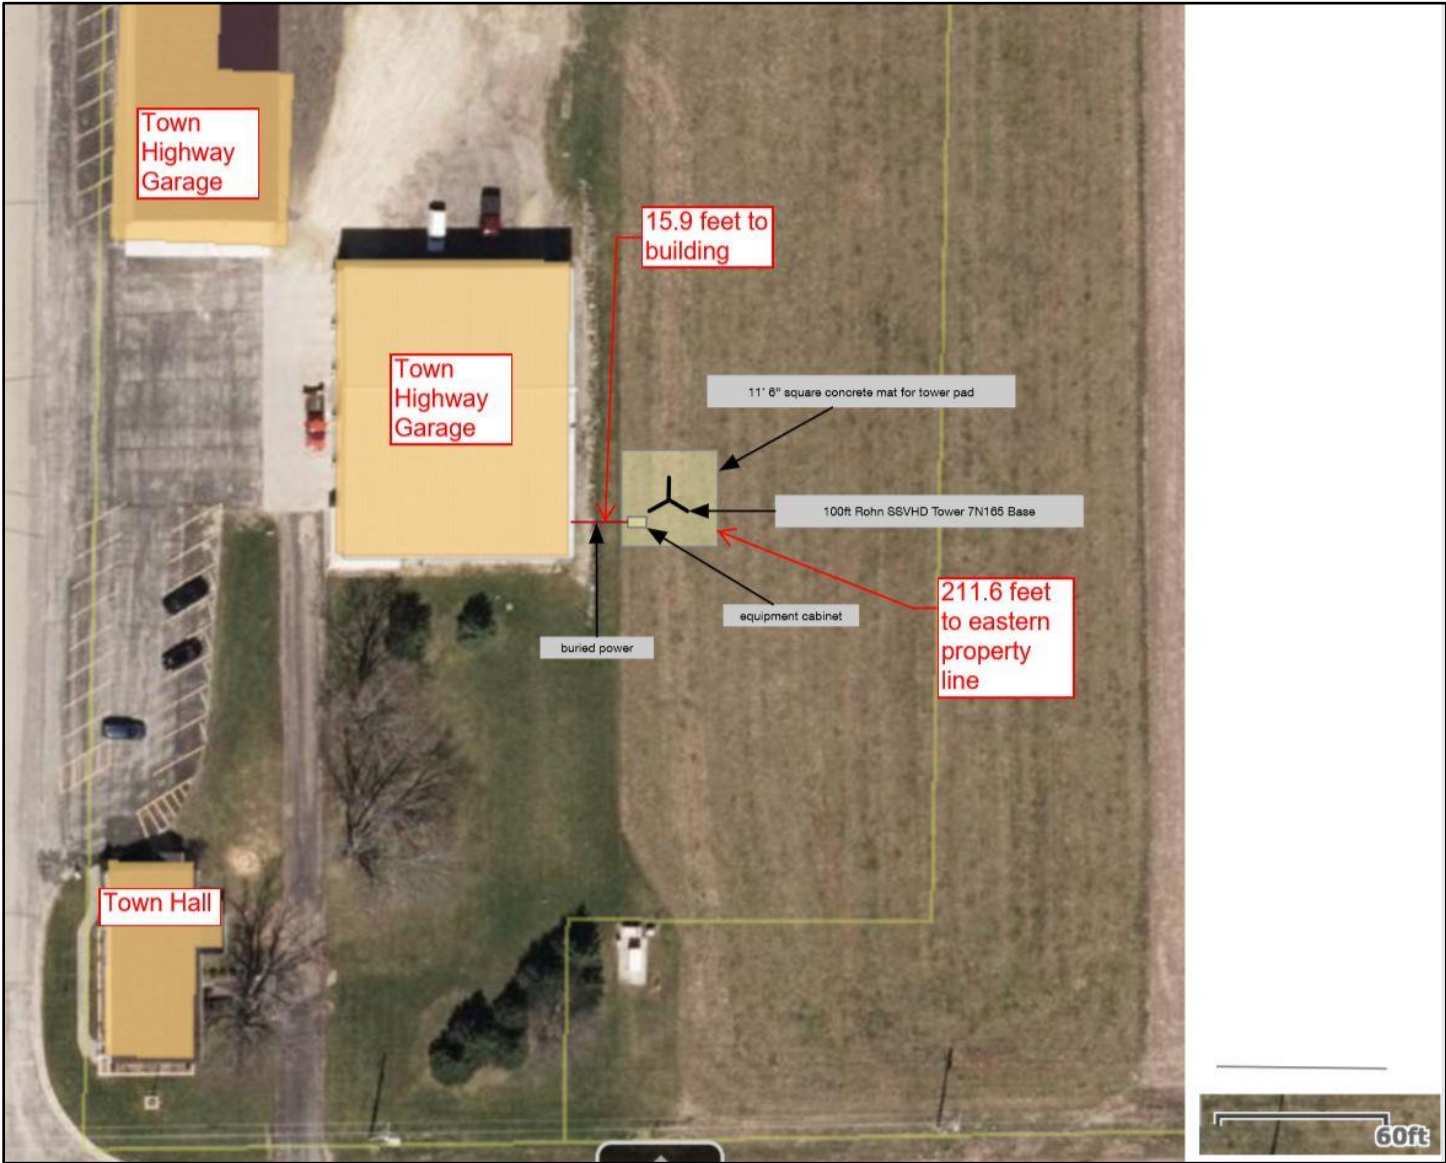 Town
Highway
Garage
15.9 feet to
building
Town
Highway
Garage
11' 6" square concrete mat for tower pad
100ft Rohn SSVHD Tower 7N165 Base
211.6 feet
to eastern
property
line
equipment cabinet
buried power
Town Hall
60ft